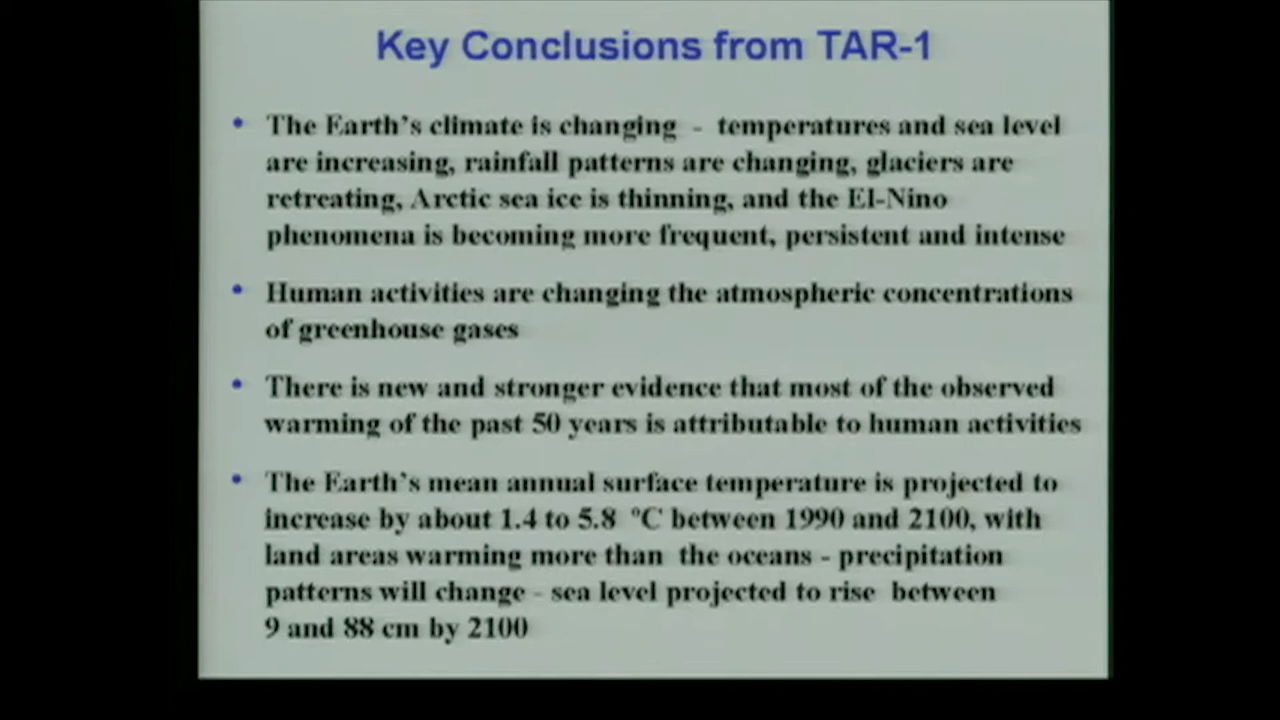 Key Conclusions from TAR-1
• The Earth's climate is changing - temperatures and sea level
are increasing, rainfall patterns are changing, glaciers are
retreating, Arctic sea ice is thinning, and the El-Nino
phenomena is becoming more frequent, persistent and intense
• Human activities are changing the atmospheric concentrations
of greenhouse gases
• There is new and stronger evidence that most of the observed
warming of the past 50 years is attributable to human activities
• The Earth's mean annual surface temperature is projected to
increase by about 1.4 to 5.8 ºC between 1990 and 2100, with
land areas warming more than the oceans - precipitation
patterns will change - sea level projected to rise between
9 and 88 cm by 2100